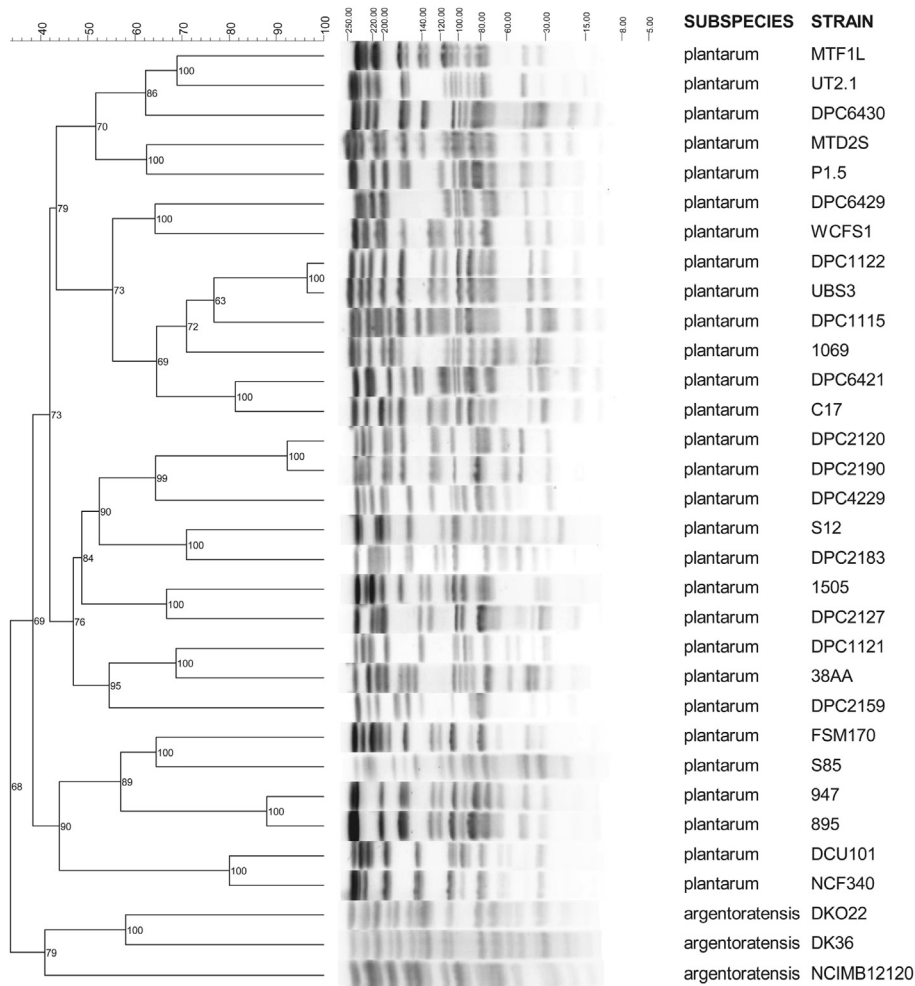 40 50 60 70 80 90 100 250.00 220.00 200.00 140.00 120.00 100.00 80.00 60.00 30.00 15.00 8.00 5.00 SUBSPECIES STRAIN
100 plantarum MTF1L
86 plantarum UT2.1
plantarum DPC6430
70 plantarum MTD2S
100 plantarum P1.5
79 plantarum DPC6429
100 plantarum WCFS1
plantarum DPC1122
100 plantarum UBS3
73 63 plantarum DPC1115
72 plantarum 1069
69 plantarum DPC6421
100 plantarum C17
73 plantarum DPC2120
100 plantarum DPC2190
99 plantarum DPC4229
90 plantarum S12
100 plantarum DPC2183
84 plantarum 1505
100 plantarum DPC2127
69 76 plantarum DPC1121
100 plantarum 38AA
95 plantarum DPC2159
plantarum FSM170
100 plantarum S85
68 89 plantarum 947
100 plantarum 895
90 plantarum DCU101
100 plantarum NCF340
argentoratensis DKO22
100 argentoratensis DK36
79 argentoratensis NCIMB12120